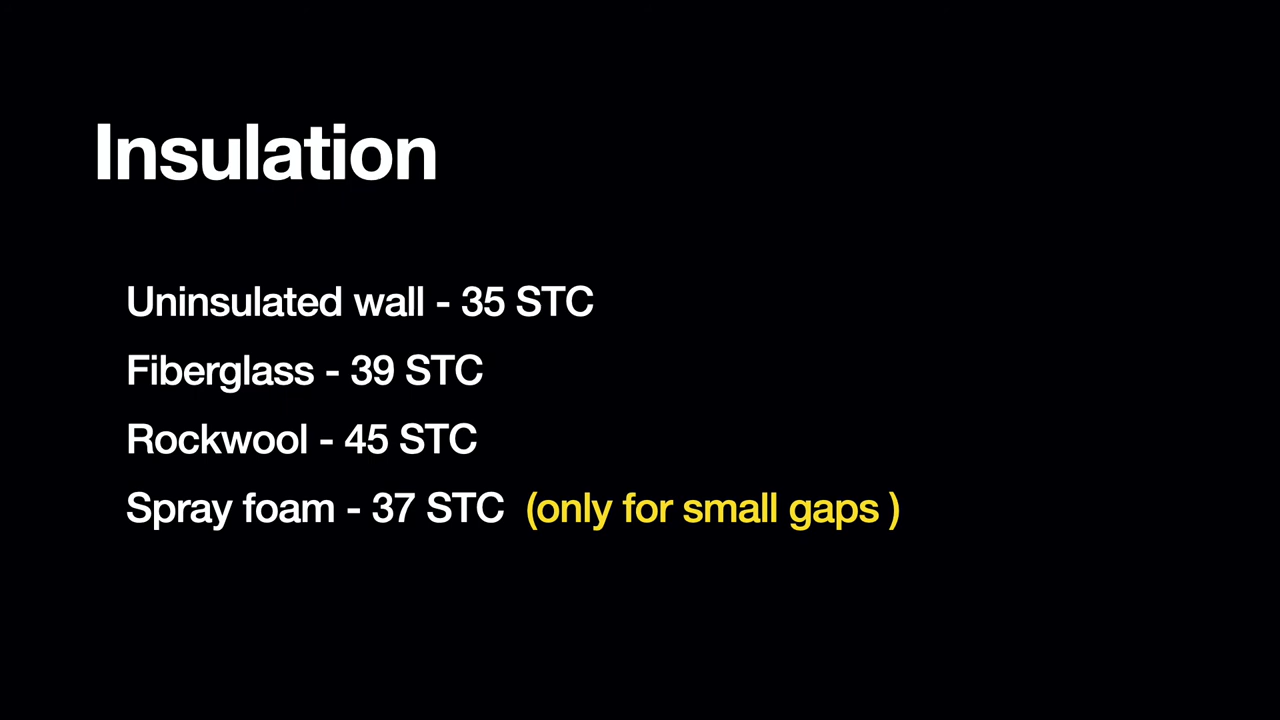 Insulation
Uninsulated wall - 35 STC
Fiberglass - 39 STC
Rockwool - 45 STC
Spray foam - 37 STC (only for small gaps )